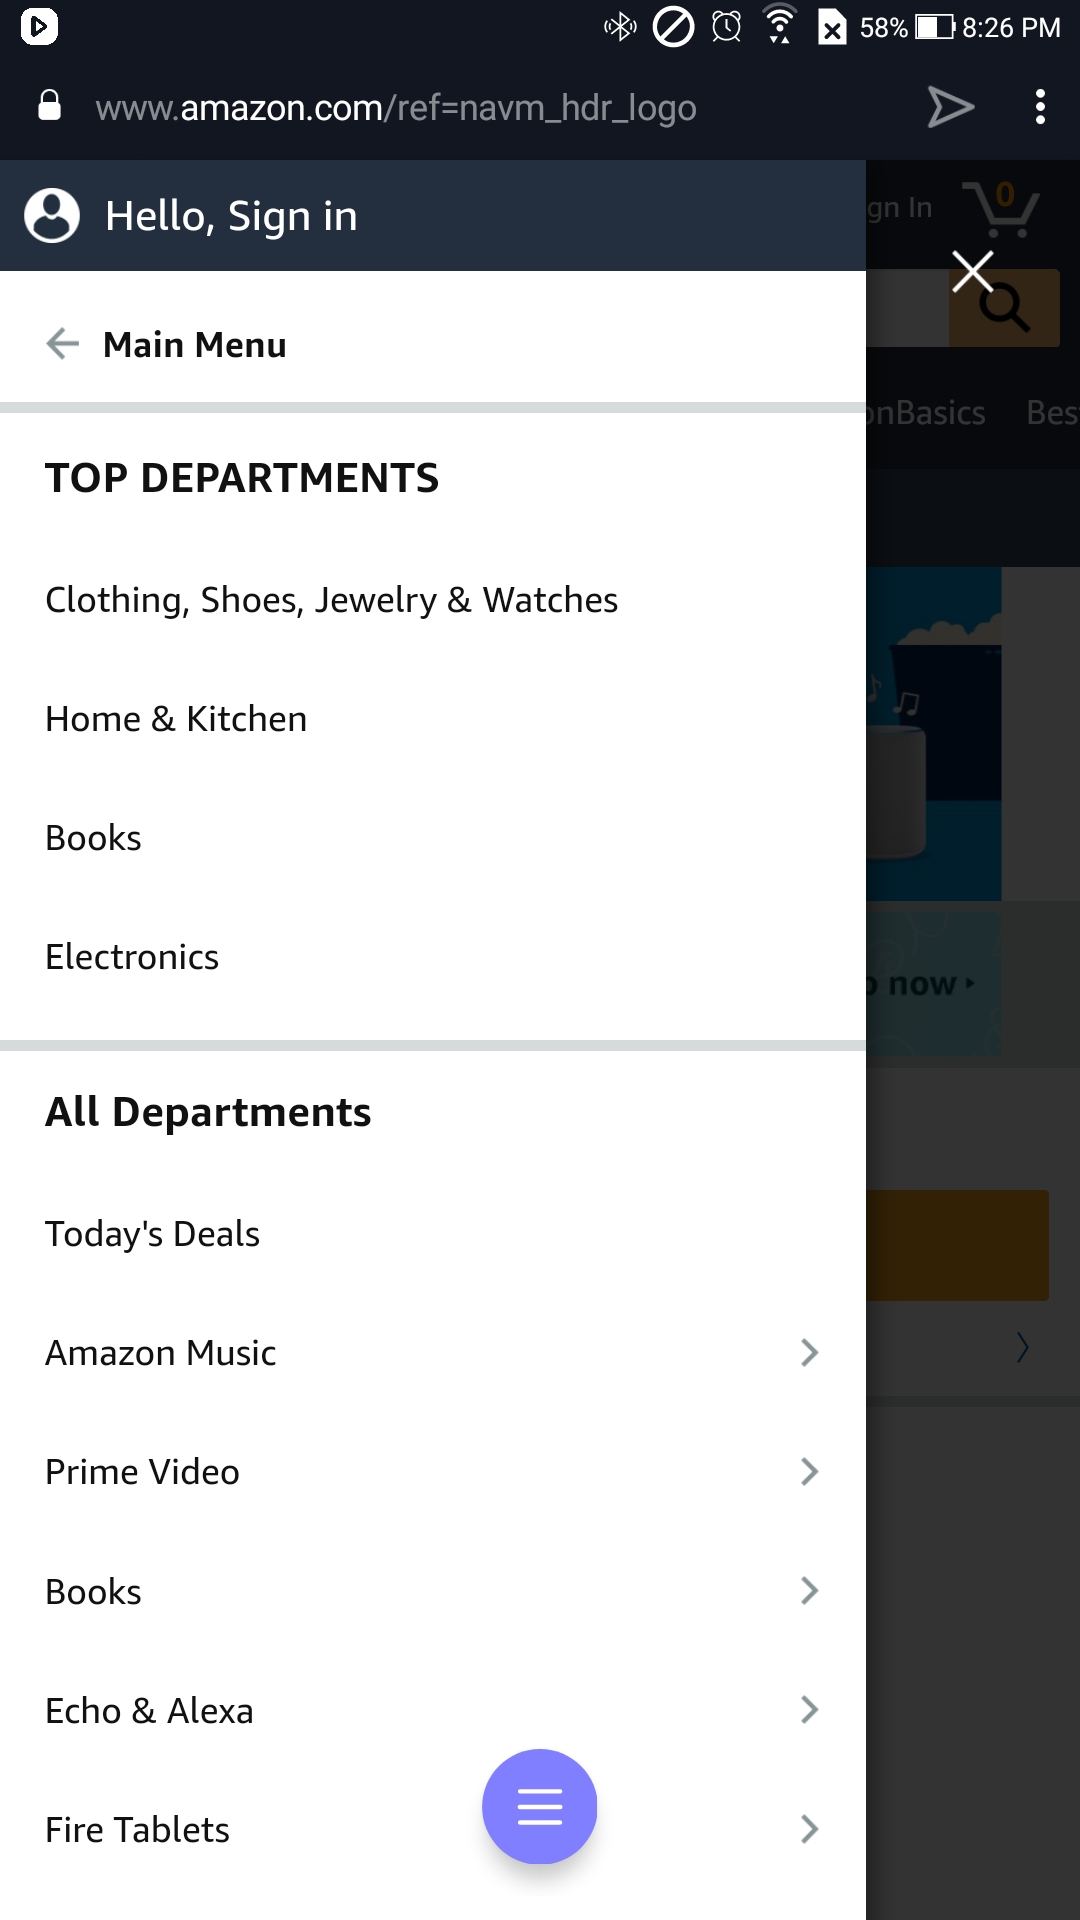 58% 8:26 PM
www.amazon.com/ref=navm_hdr_logo
Hello, Sign in
gn In
0
Main Menu
onBasics Bes
TOP DEPARTMENTS
Clothing, Shoes, Jewelry & Watches
Home & Kitchen
Books
Electronics
now
All Departments
Today's Deals
Amazon Music
Prime Video
Books
Echo & Alexa
Fire Tablets